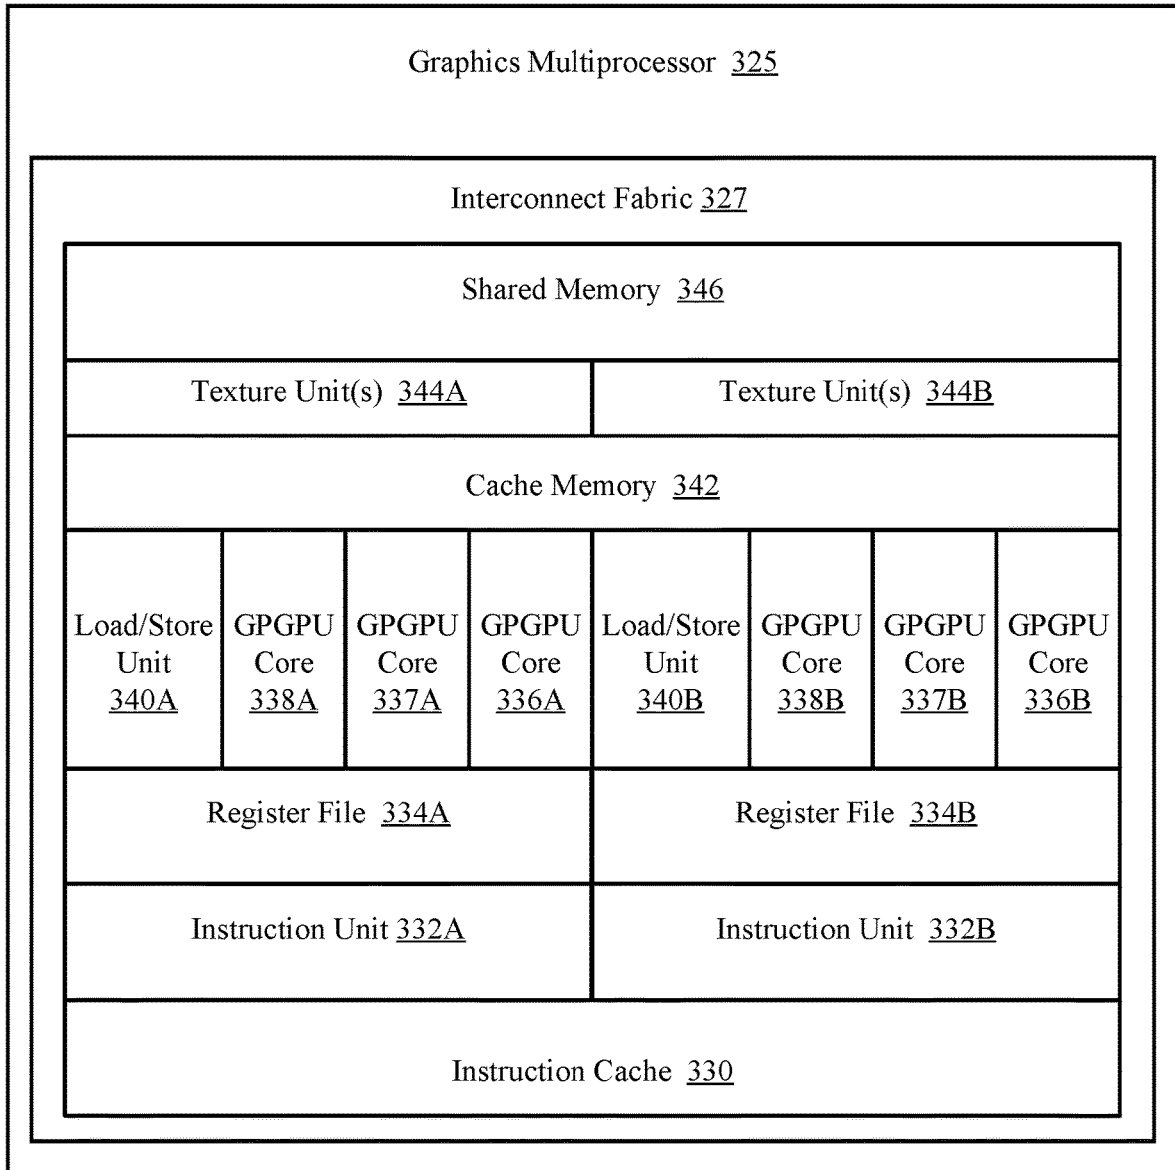 Graphics Multiprocessor 325
Interconnect Fabric 327
Shared Memory 346
Texture Unit(s) 344A
Texture Unit(s) 344B
Cache Memory 342
Load/Store
Unit
340A
GPGPU
Core
338A
GPGPU
Core
337A
GPGPU
Core
336A
Load/Store
Unit
340B
GPGPU
Core
338B
GPGPU
Core
337B
GPGPU
Core
336B
Register File 334A
Register File 334B
Instruction Unit 332A
Instruction Unit 332B
Instruction Cache 330